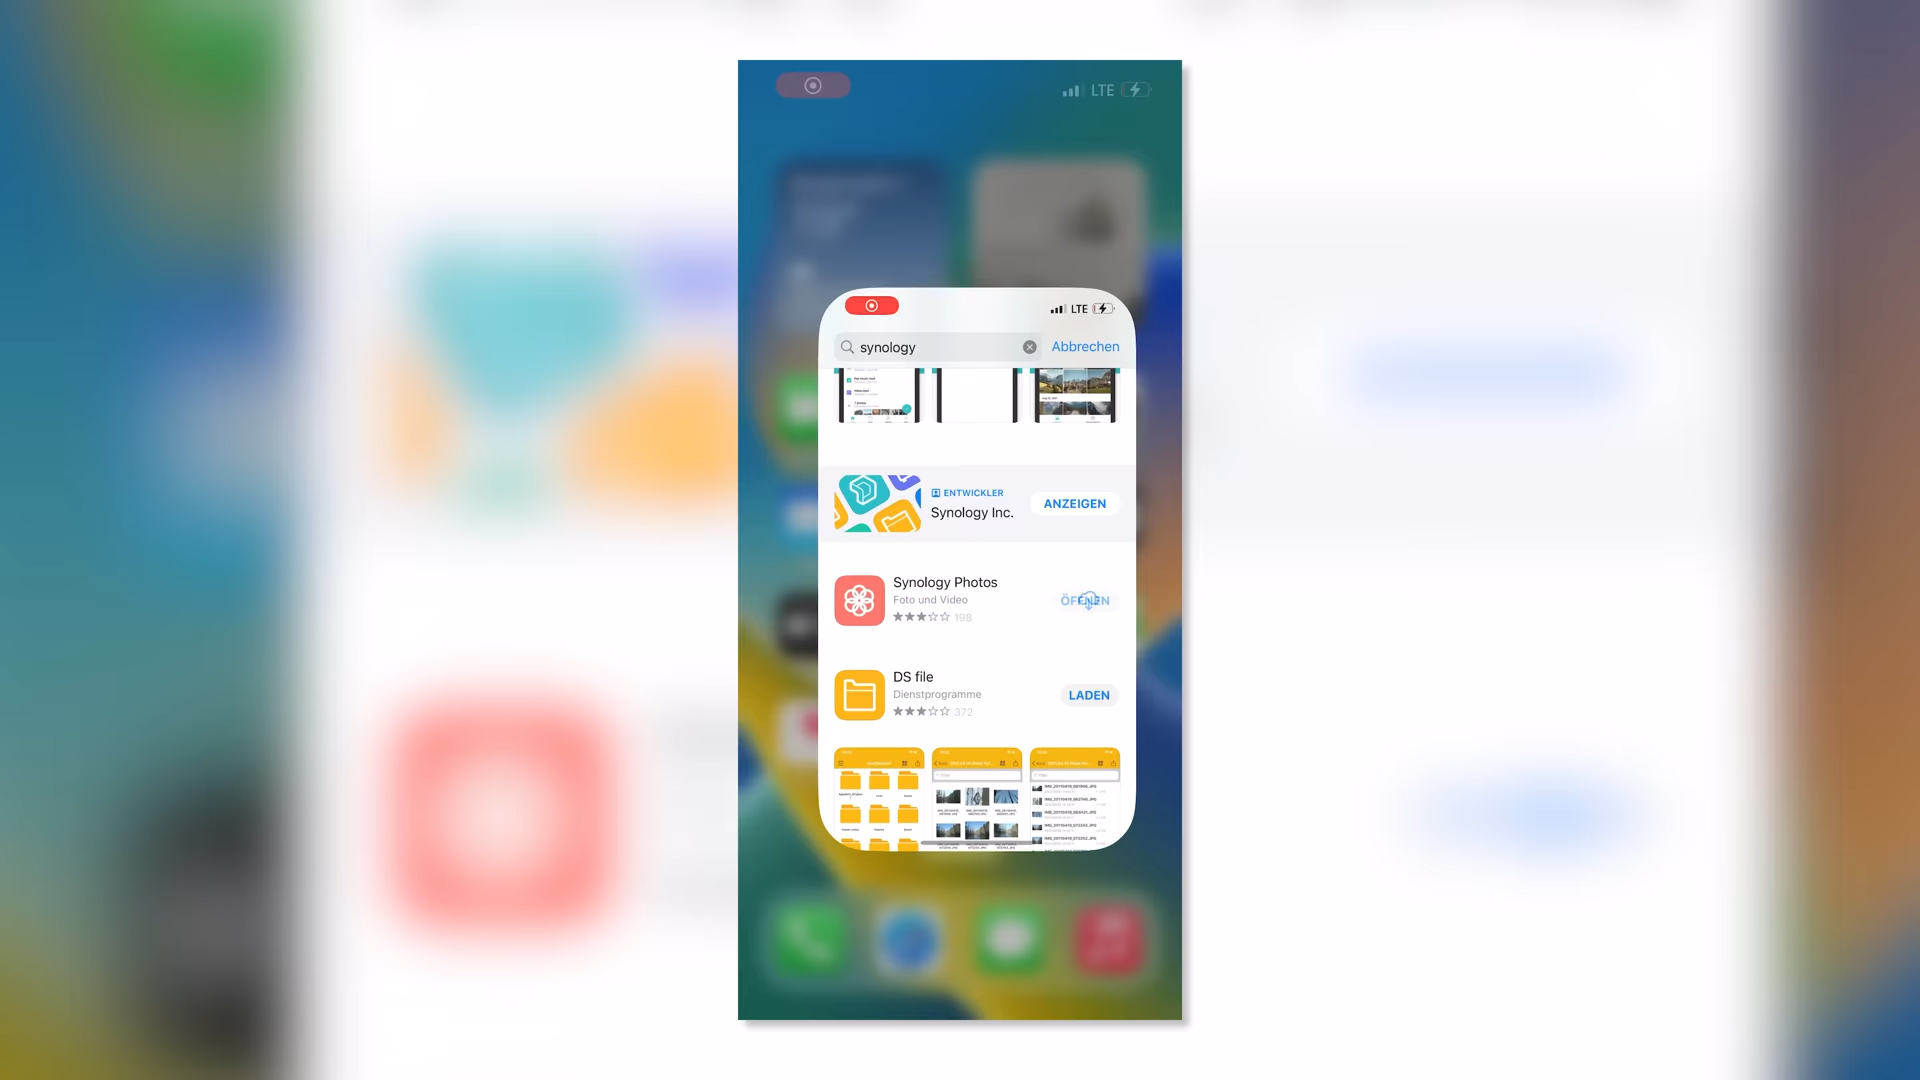 LTE
LTE
synology
Abbrechen
ENTWICKLER
Synology Inc.
ANZEIGEN
Synology Photos
Foto und Video
198
ÖFFNEN
DS file
Dienstprogramme
372
LADEN